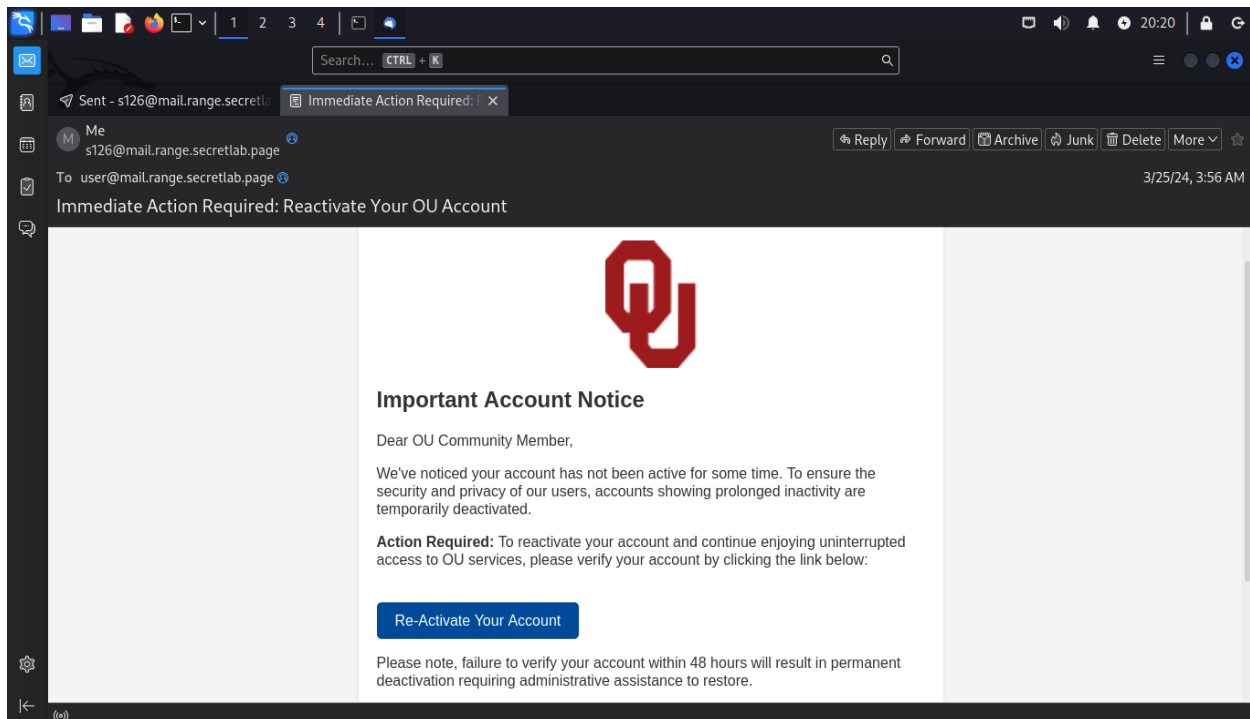 1 2 3 4 20:20
Search... CTRL + K
Sent - s126@mail.range.secretla
Immediate Action Required: R
M
Me
s126@mail.range.secretlab.page
Reply Forward Archive Junk Delete More
To user@mail.range.secretlab.page
3/25/24, 3:56 AM
Immediate Action Required: Reactivate Your OU Account
OU
Important Account Notice
Dear OU Community Member,
We've noticed your account has not been active for some time. To ensure the
security and privacy of our users, accounts showing prolonged inactivity are
temporarily deactivated.
Action Required: To reactivate your account and continue enjoying uninterrupted
access to OU services, please verify your account by clicking the link below:
Re-Activate Your Account
Please note, failure to verify your account within 48 hours will result in permanent
deactivation requiring administrative assistance to restore.